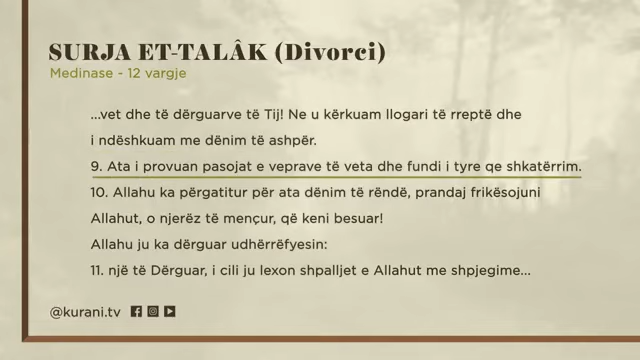 SURJA ET-TALÂK (Divorci)
Medinase - 12 vargje
...vet dhe të dërguarve të Tij! Ne u kërkuam llogari të rreptë dhe
i ndëshkuam me dënim të ashpër.
9. Ata i provuan pasojat e veprave të veta dhe fundi i tyre qe shkatërrim.
10. Allahu ka përgatitur për ata dënim të rëndë, prandaj frikësojuni
Allahut, o njerëz të mençur, që keni besuar!
Allahu ju ka dërguar udhërrëfyesin:
11. një të Dërguar, i cili ju lexon shpalljet e Allahut me shpjegime...
@kurani.tv